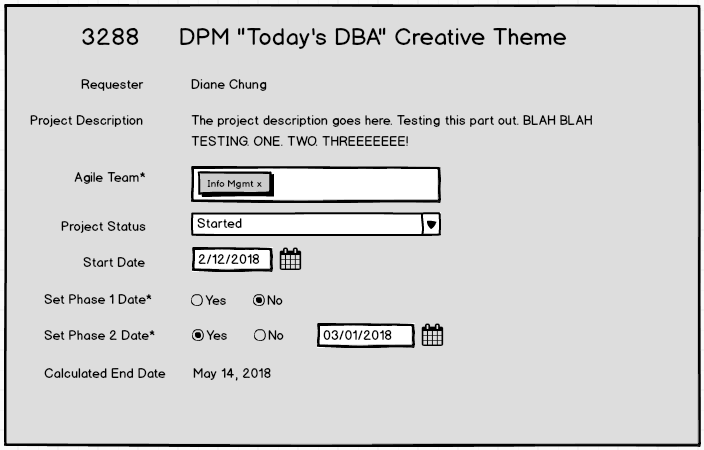 3288 DPM "Today's DBA" Creative Theme
Requester Diane Chung
Project Description The project description goes here. Testing this part out. BLAH BLAH
TESTING. ONE. TWO. THREEEEEEE!
Agile Team* Info Mgmt x
Project Status Started
Start Date 2/12/2018
Set Phase 1 Date* Yes No
Set Phase 2 Date* Yes No 03/01/2018
Calculated End Date May 14, 2018